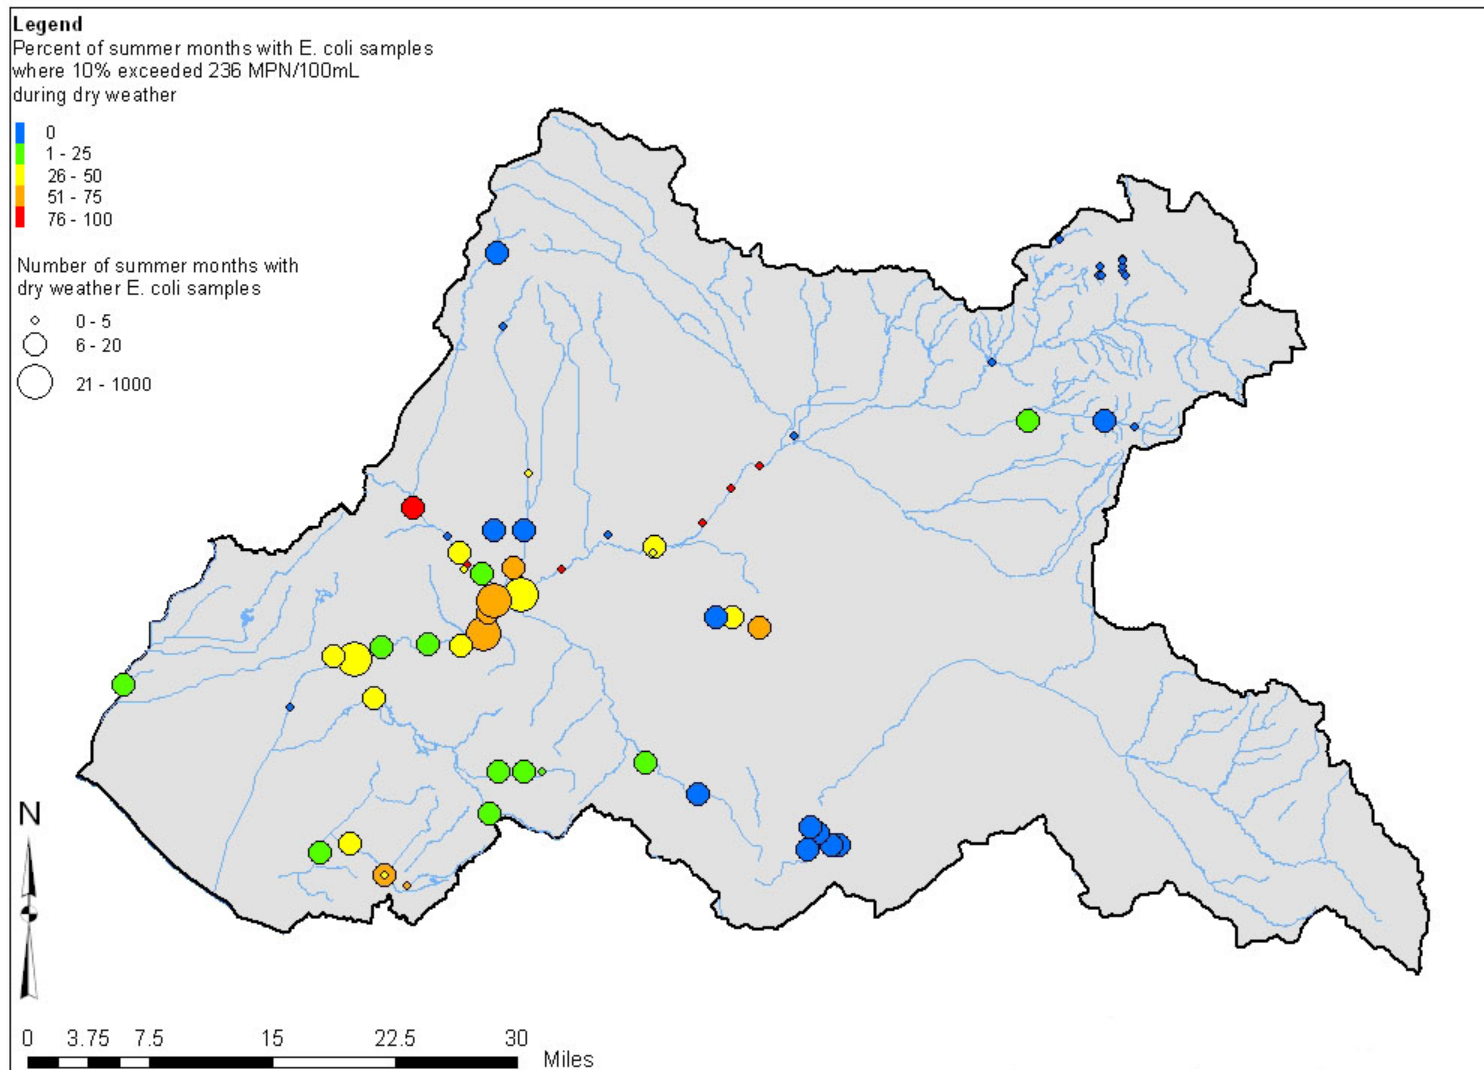 Legend
Percent of summer months with E. coli samples
where 10% exceeded 236 MPN/100mL
during dry weather
0
1 - 25
26 - 50
51 - 75
76 - 100
Number of summer months with
dry weather E. coli samples
0 - 5
6 - 20
21 - 1000
N
0 3.75 7.5 15 22.5 30
Miles